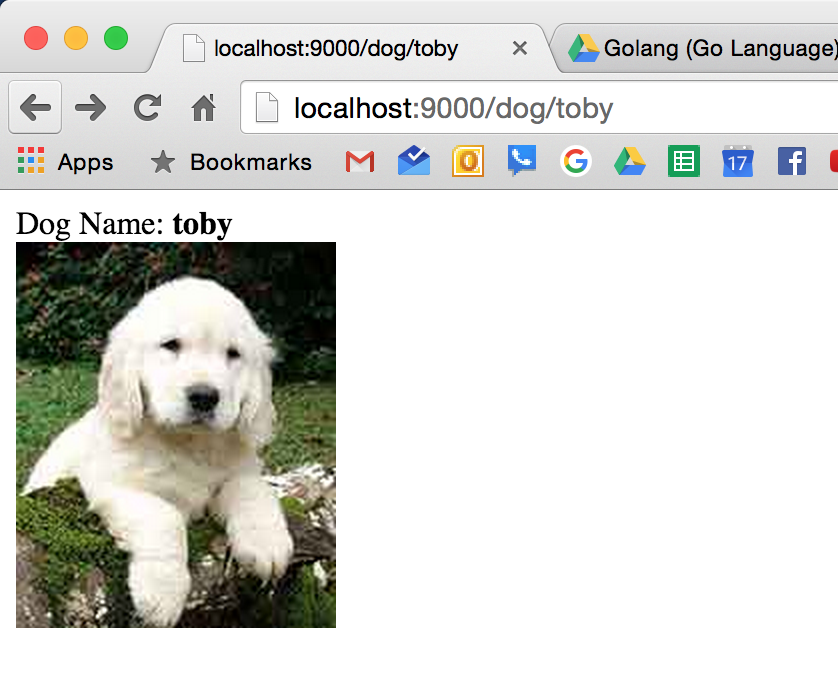 localhost:9000/dog/toby
Golang (Go Language)
localhost:9000/dog/toby
Apps
Bookmarks
17
Dog Name: toby